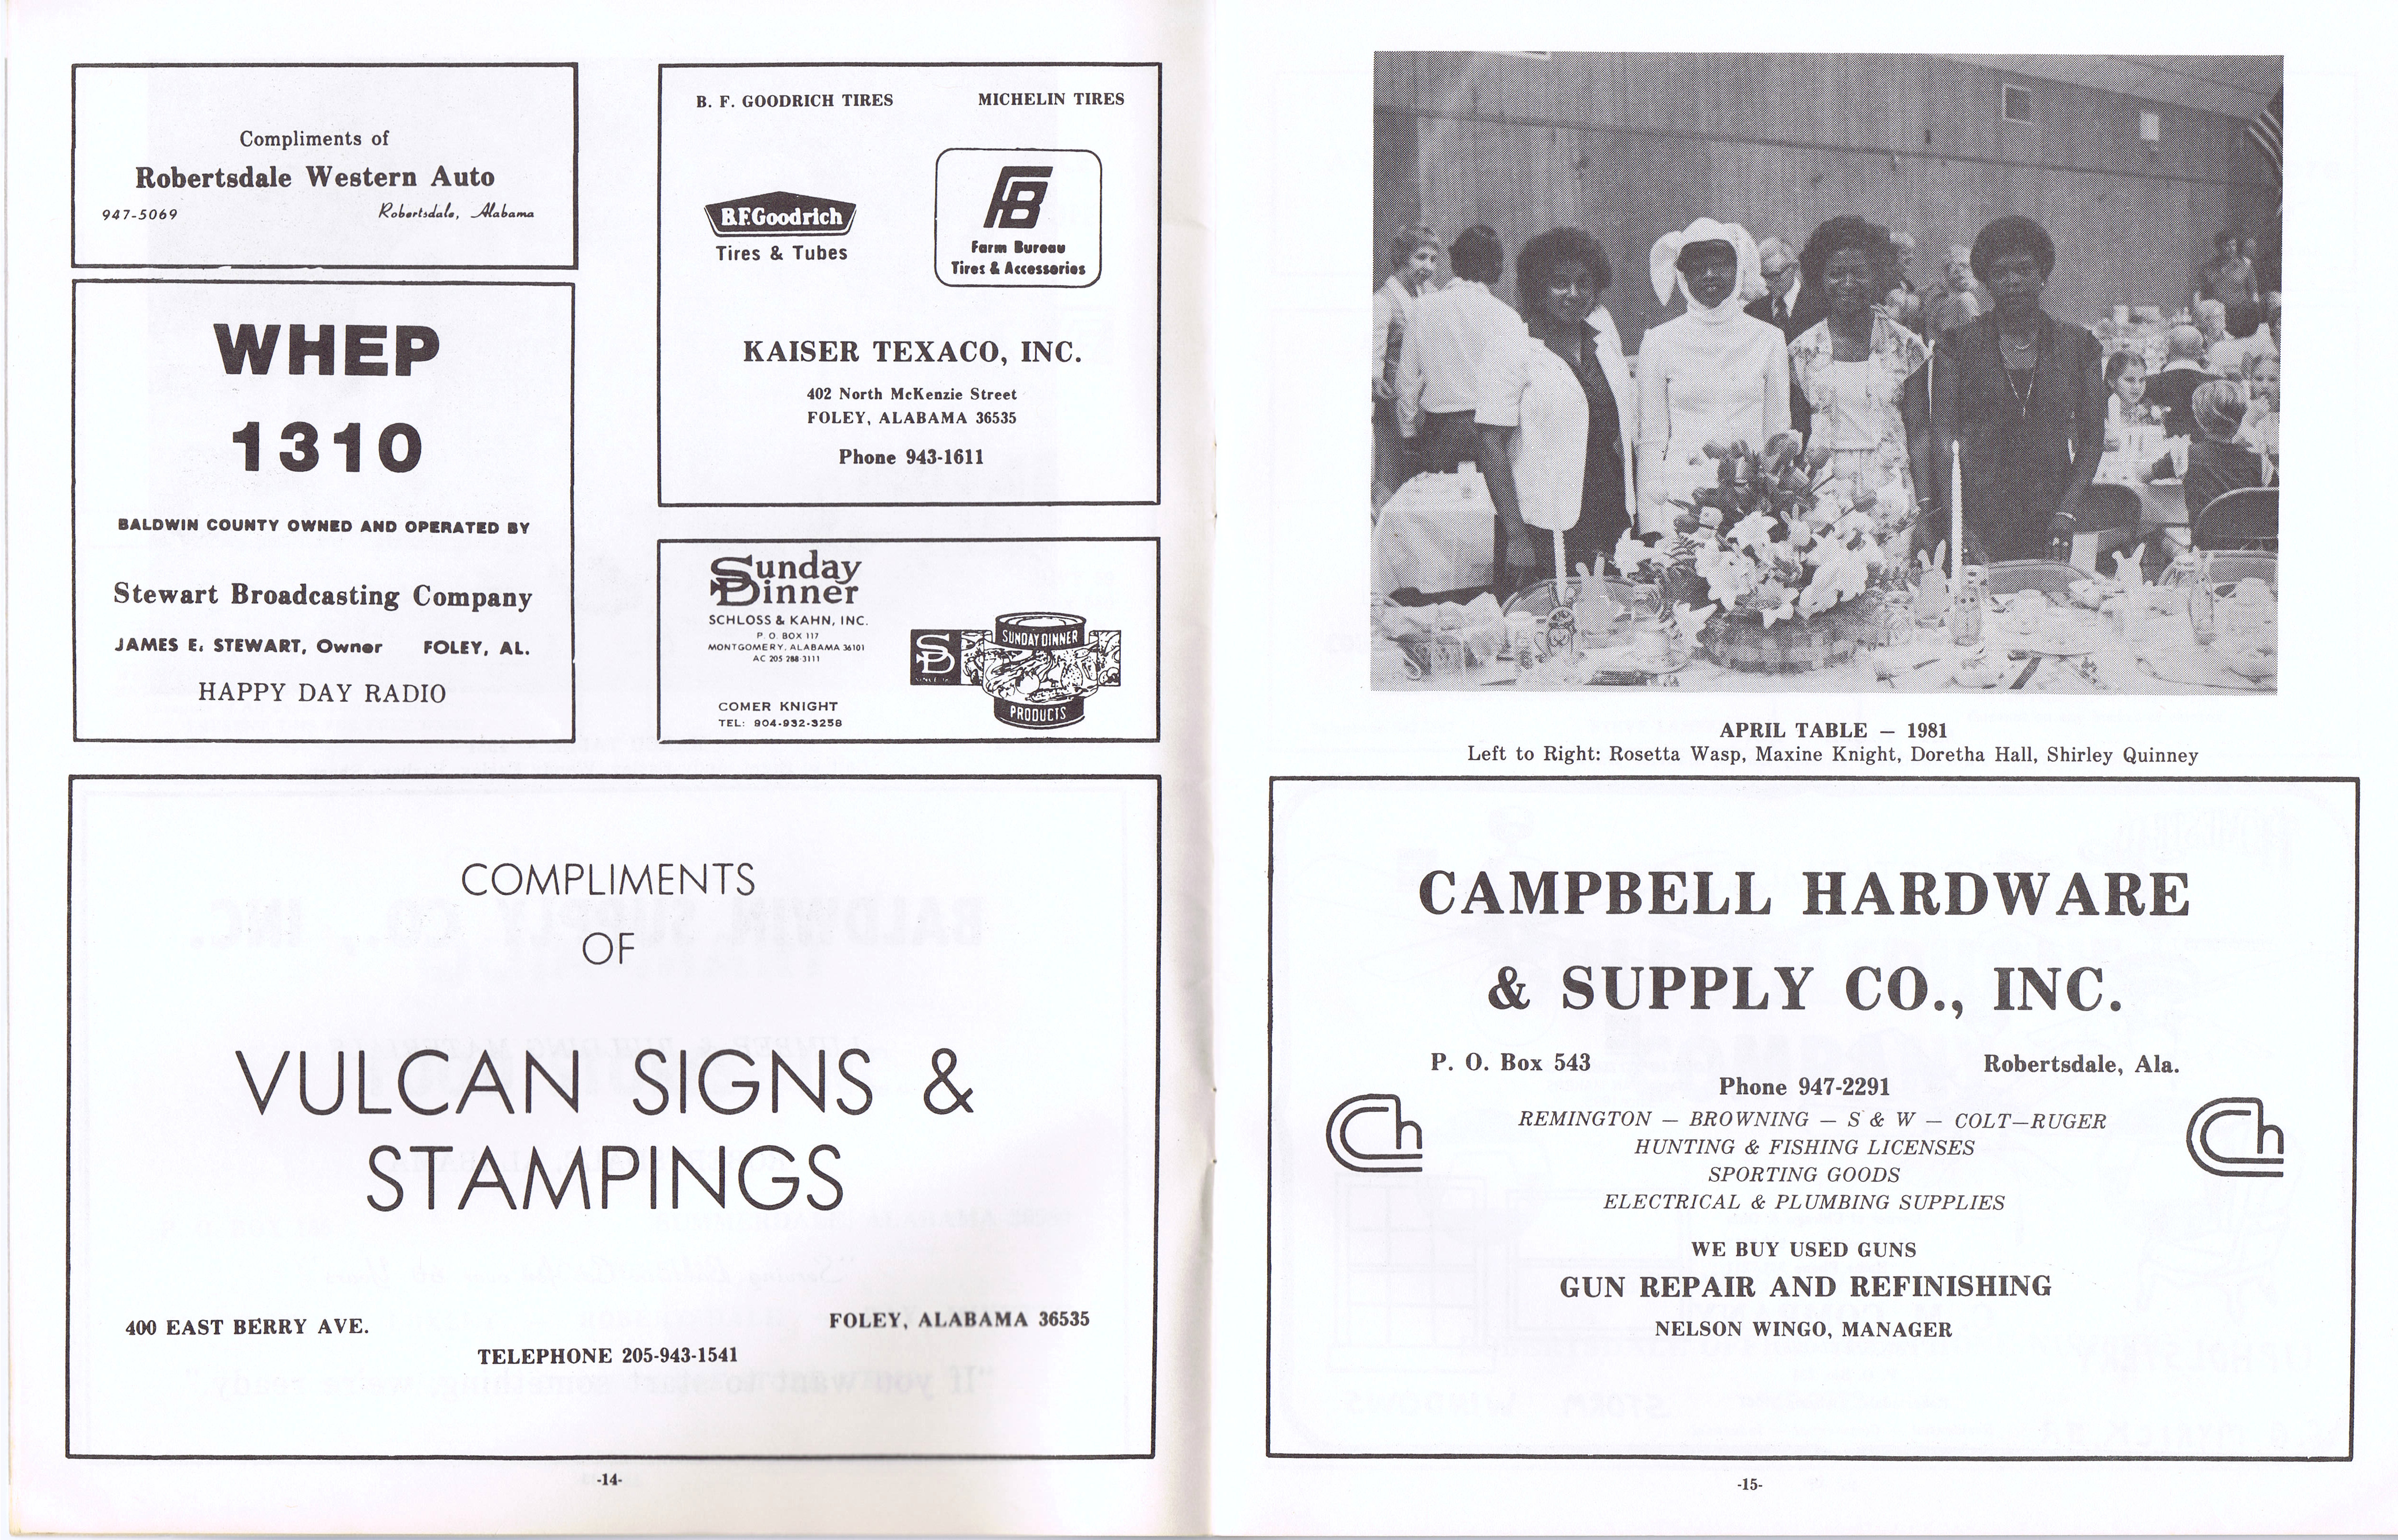 Compliments of
Robertsdale Western Auto
947-5069 Robertsdale, Alabama
WHEP
1310
BALDWIN COUNTY OWNED AND OPERATED BY
Stewart Broadcasting Company
JAMES E. STEWART, Owner FOLEY, AL.
HAPPY DAY RADIO
B. F. GOODRICH TIRES MICHELIN TIRES
B.F.Goodrich
Tires & Tubes
FB
Farm Bureau
Tires & Accessories
KAISER TEXACO, INC.
402 North McKenzie Street
FOLEY, ALABAMA 36535
Phone 943-1611
Sunday
Dinner
SCHLOSS & KAHN, INC.
P. O. BOX 117
MONTGOMERY, ALABAMA 36101
AC 205 288-3111
COMER KNIGHT
TEL: 904-932-3258
SD
SUNDAY DINNER
PRODUCTS
COMPLIMENTS
OF
VULCAN SIGNS &
STAMPINGS
400 EAST BERRY AVE. FOLEY, ALABAMA 36535
TELEPHONE 205-943-1541
-14-
APRIL TABLE — 1981
Left to Right: Rosetta Wasp, Maxine Knight, Doretha Hall, Shirley Quinney
CAMPBELL HARDWARE
& SUPPLY CO., INC.
P. O. Box 543 Robertsdale, Ala.
Phone 947-2291
Ch
REMINGTON — BROWNING — S & W — COLT—RUGER
HUNTING & FISHING LICENSES
SPORTING GOODS
ELECTRICAL & PLUMBING SUPPLIES
Ch
WE BUY USED GUNS
GUN REPAIR AND REFINISHING
NELSON WINGO, MANAGER
-15-